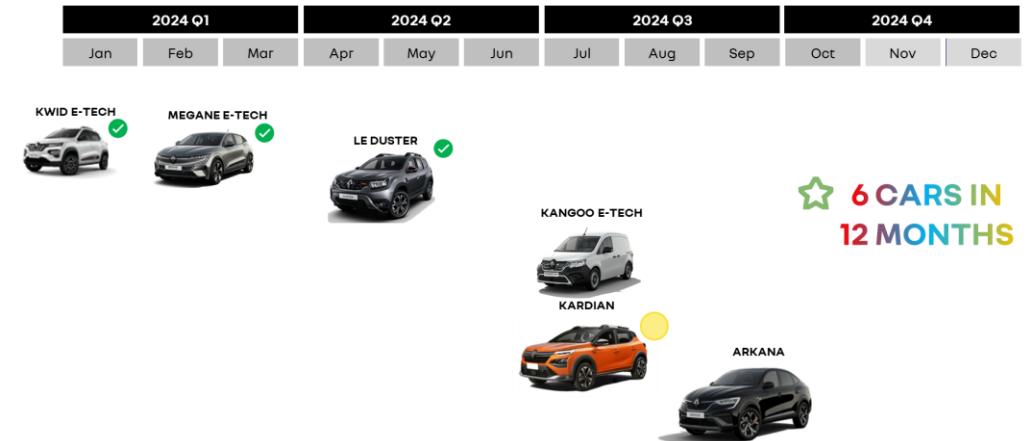 2024 Q1
2024 Q2
2024 Q3
2024 Q4
Jan
Feb
Mar
Apr
May
Jun
Jul
Aug
Sep
Oct
Nov
Dec
KWID E-TECH
MEGANE E-TECH
LE DUSTER
KANGOO E-TECH
6 CARS IN
12 MONTHS
KARDIAN
ARKANA